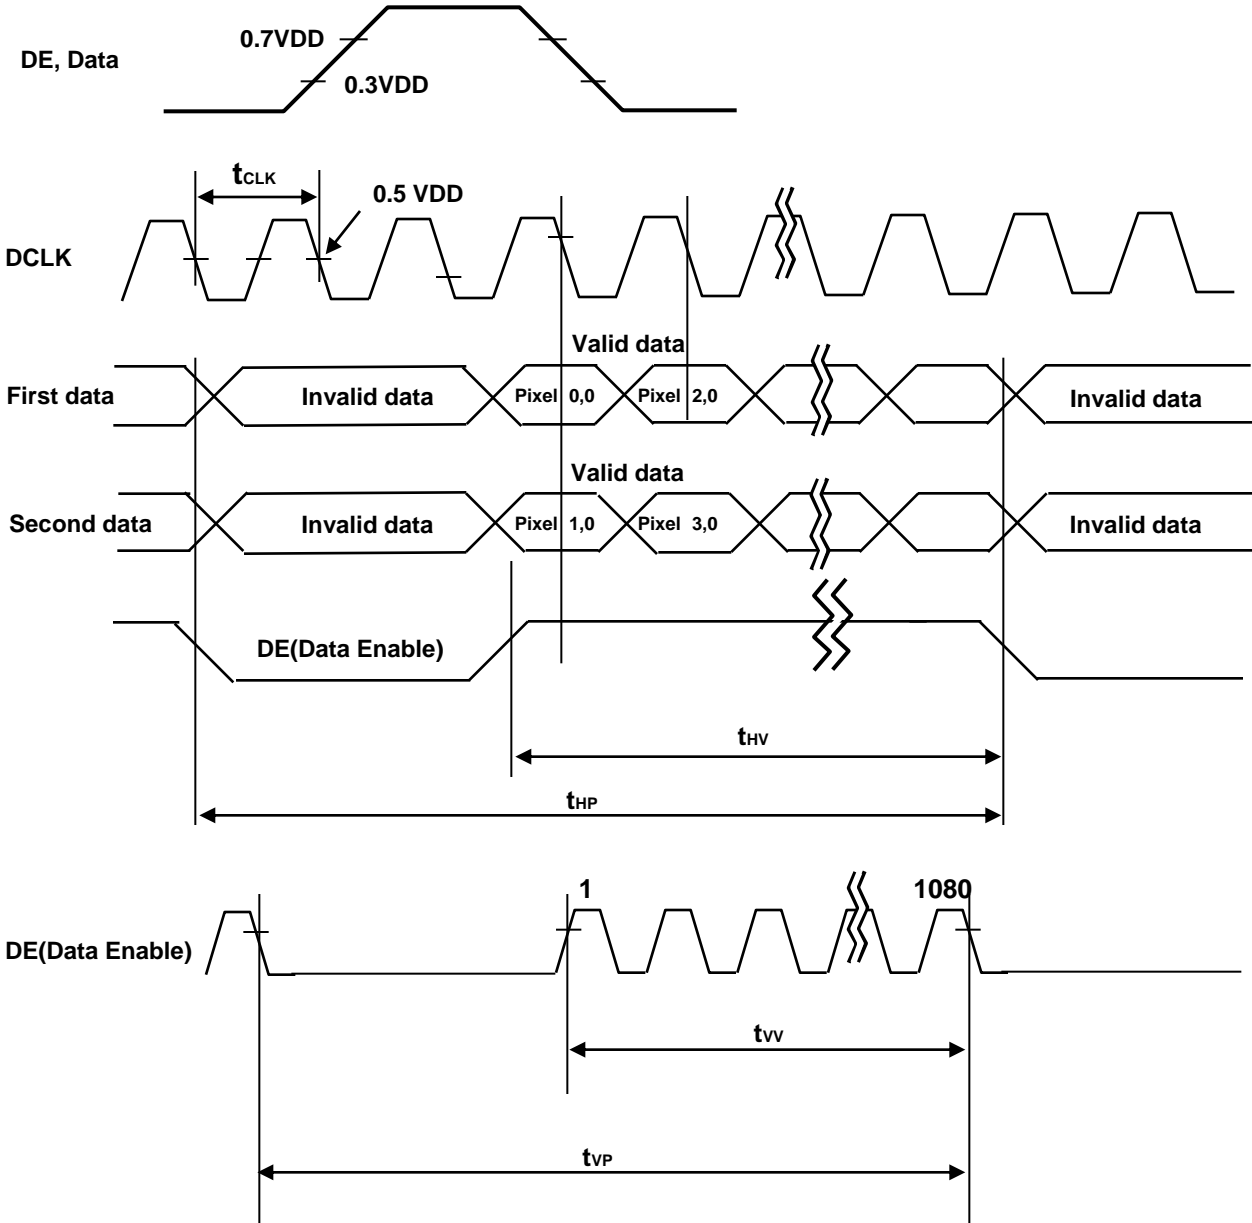 0.7VDD
DE, Data
0.3VDD
tCLK
0.5 VDD
DCLK
Valid data
First data
Invalid data
Pixel 0,0
Pixel 2,0
Invalid data
Valid data
Second data
Invalid data
Pixel 1,0
Pixel 3,0
Invalid data
DE(Data Enable)
tHV
tHP
1
1080
DE(Data Enable)
tVV
tVP